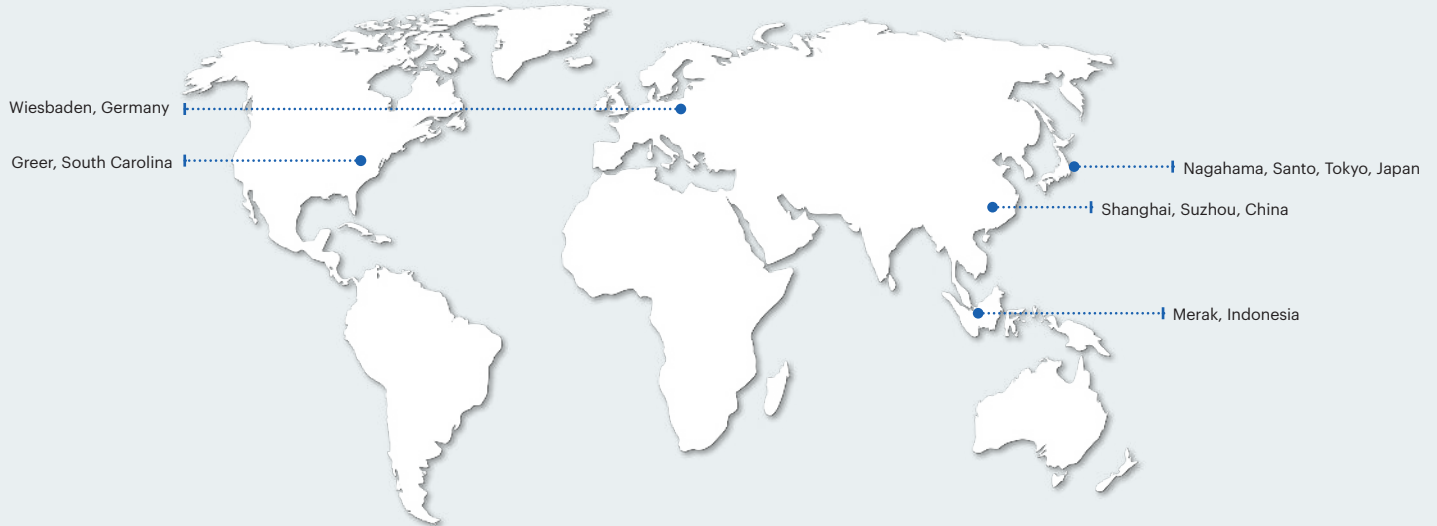 Wiesbaden, Germany
Greer, South Carolina
Nagahama, Santo, Tokyo, Japan
Shanghai, Suzhou, China
Merak, Indonesia